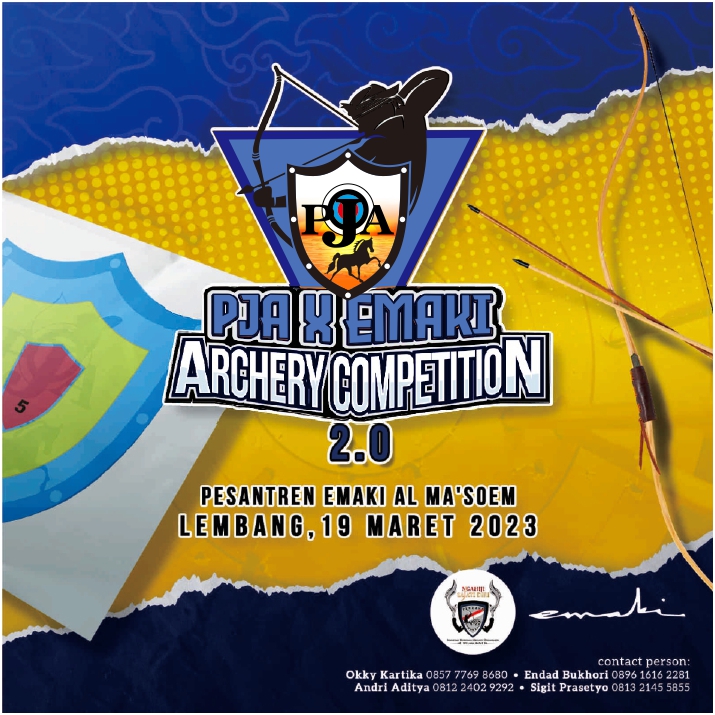 PJA
PJA X EMAKI
ARCHERY COMPETITION
2.0
5
PESANTREN EMAKI AL MA'SOEM
LEMBANG, 19 MARET 2023
emaki
contact person:
Okky Kartika 0857 7769 8680 • Endad Bukhori 0896 1616 2281
Andri Aditya 0812 2402 9292 • Sigit Prasetyo 0813 2145 5855